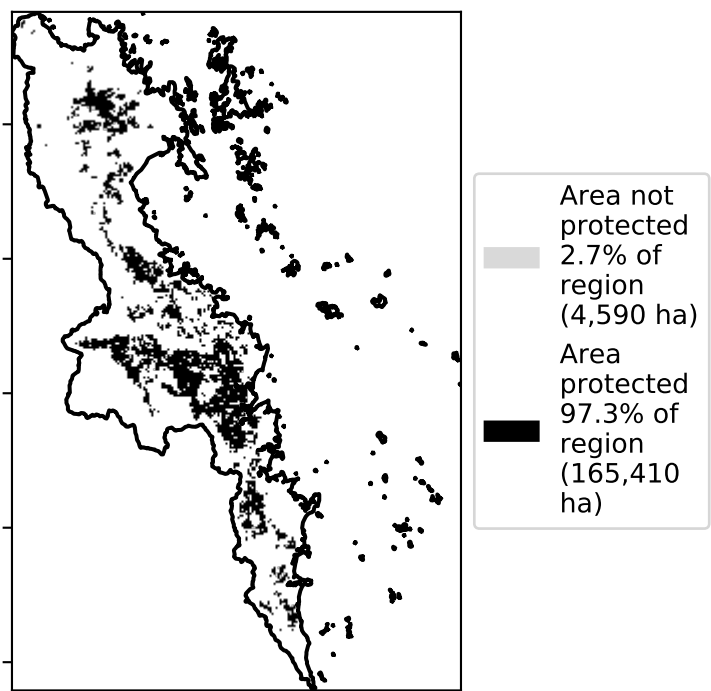 Area not
protected
2.7% of
region
(4,590 ha)
Area
protected
97.3% of
region
(165,410
ha)